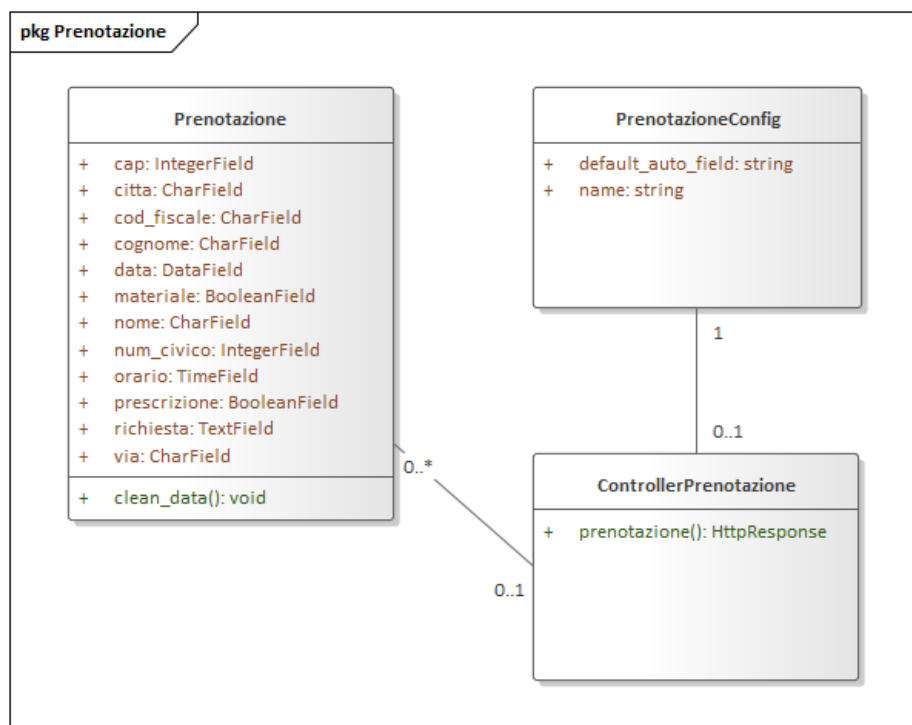 pkg Prenotazione
Prenotazione
+ cap: IntegerField
+ citta: CharField
+ cod_fiscale: CharField
+ cognome: CharField
+ data: DataField
+ materiale: BooleanField
+ nome: CharField
+ num_civico: IntegerField
+ orario: TimeField
+ prescrizione: BooleanField
+ richiesta: TextField
+ via: CharField
+ clean_data(): void
PrenotazioneConfig
+ default_auto_field: string
+ name: string
1
0..1
0..*
0..1
ControllerPrenotazione
+ prenotazione(): HttpResponse